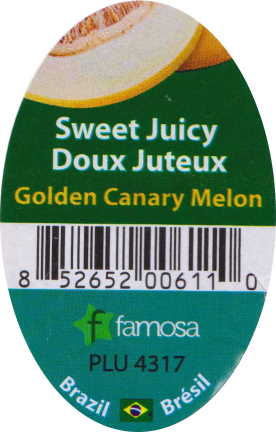 Sweet Juicy
Doux Juteux
Golden Canary Melon
8 52652 00611 0
famosa
PLU 4317
Brazil Brésil